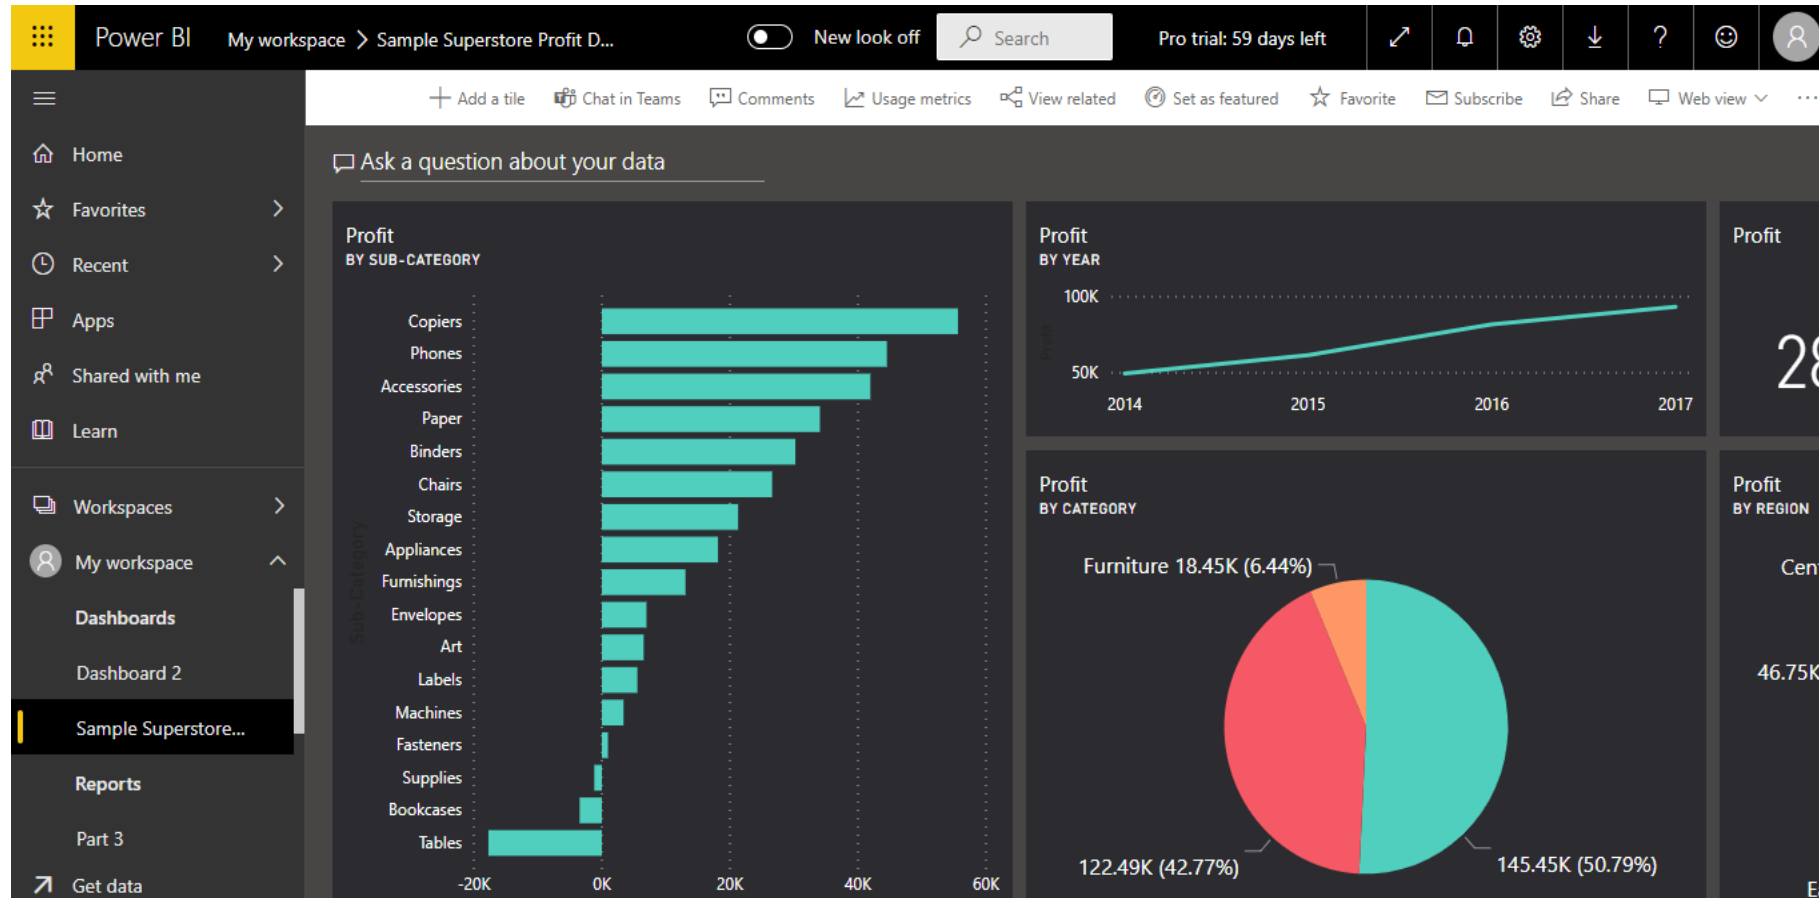 Power BI
My workspace > Sample Superstore Profit D...
New look off
Search
Pro trial: 59 days left
Add a tile
Chat in Teams
Comments
Usage metrics
View related
Set as featured
Favorite
Subscribe
Share
Web view
Home
Favorites
Recent
Apps
Shared with me
Learn
Workspaces
My workspace
Dashboards
Dashboard 2
Sample Superstore...
Reports
Part 3
Get data
Ask a question about your data
Profit
BY SUB-CATEGORY
Sub-Category
Copiers
Phones
Accessories
Paper
Binders
Chairs
Storage
Appliances
Furnishings
Envelopes
Art
Labels
Machines
Fasteners
Supplies
Bookcases
Tables
-20K 0K 20K 40K 60K
Profit
BY YEAR
Profit
100K
50K
2014 2015 2016 2017
Profit
BY CATEGORY
Furniture 18.45K (6.44%)
122.49K (42.77%)
145.45K (50.79%)
Profit
Profit
BY REGION
46.75K